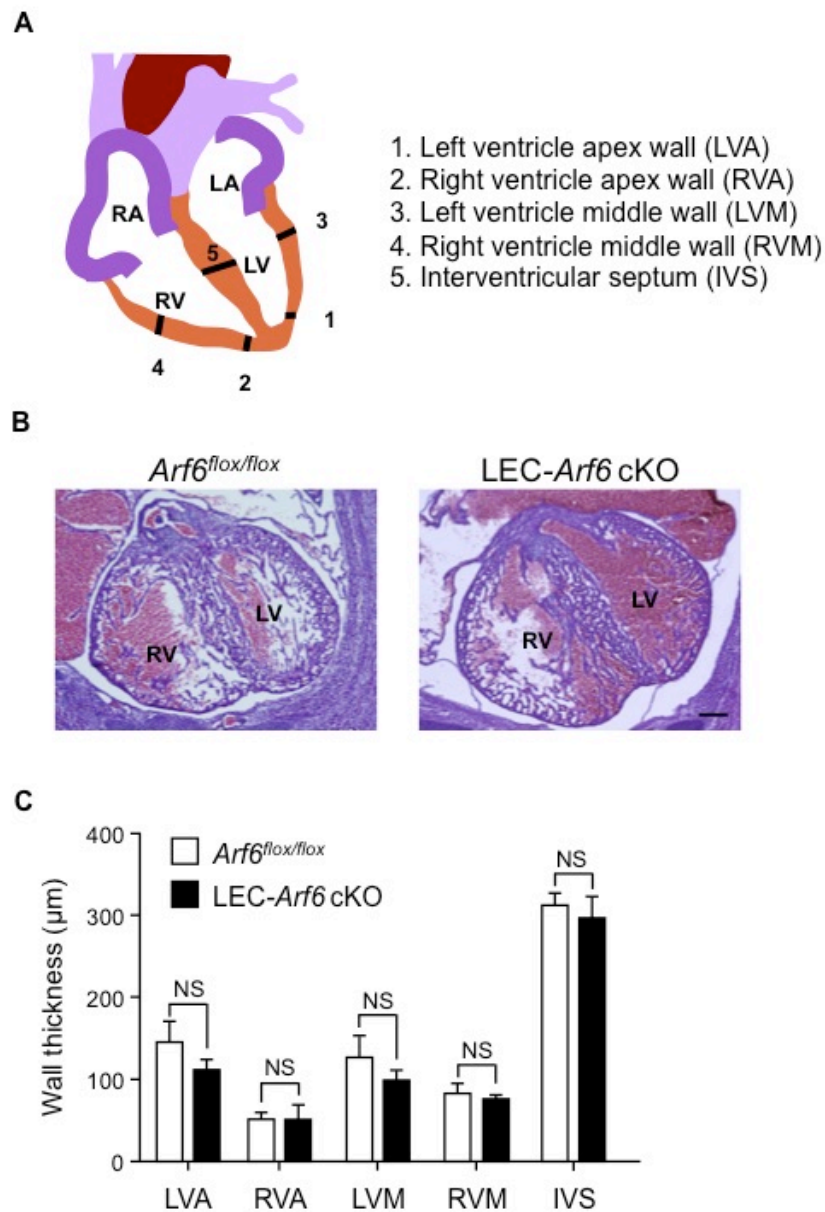 A
RA
LA
LV
RV
1
2
3
4
5
1. Left ventricle apex wall (LVA)
2. Right ventricle apex wall (RVA)
3. Left ventricle middle wall (LVM)
4. Right ventricle middle wall (RVM)
5. Interventricular septum (IVS)
B
Arf6flox/flox
LEC-Arf6 cKO
RV
LV
RV
LV
C
Wall thickness (µm)
400
300
200
100
0
Arf6flox/flox
LEC-Arf6 cKO
NS
NS
NS
NS
NS
LVA RVA LVM RVM IVS